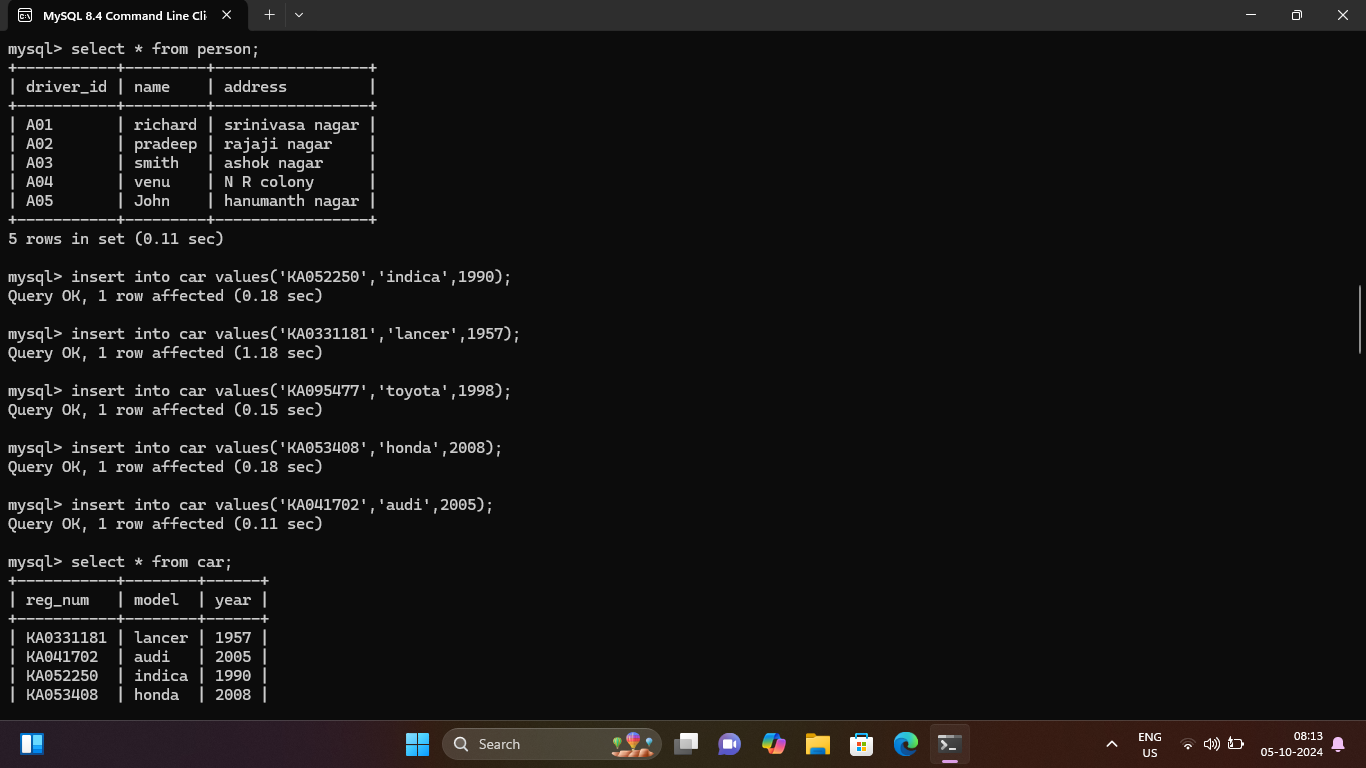 MySQL 8.4 Command Line Cli
mysql> select * from person;
+-----------+---------+-----------------+
| driver_id | name    | address         |
+-----------+---------+-----------------+
| A01       | richard | srinivasa nagar |
| A02       | pradeep | rajaji nagar    |
| A03       | smith   | ashok nagar     |
| A04       | venu    | N R colony      |
| A05       | John    | hanumanth nagar |
+-----------+---------+-----------------+
5 rows in set (0.11 sec)
mysql> insert into car values('KA052250','indica',1990);
Query OK, 1 row affected (0.18 sec)
mysql> insert into car values('KA0331181','lancer',1957);
Query OK, 1 row affected (1.18 sec)
mysql> insert into car values('KA095477','toyota',1998);
Query OK, 1 row affected (0.15 sec)
mysql> insert into car values('KA053408','honda',2008);
Query OK, 1 row affected (0.18 sec)
mysql> insert into car values('KA041702','audi',2005);
Query OK, 1 row affected (0.11 sec)
mysql> select * from car;
+-----------+--------+------+
| reg_num   | model  | year |
+-----------+--------+------+
| KA0331181 | lancer | 1957 |
| KA041702  | audi   | 2005 |
| KA052250  | indica | 1990 |
| KA053408  | honda  | 2008 |
Search
ENG
US
08:13
05-10-2024